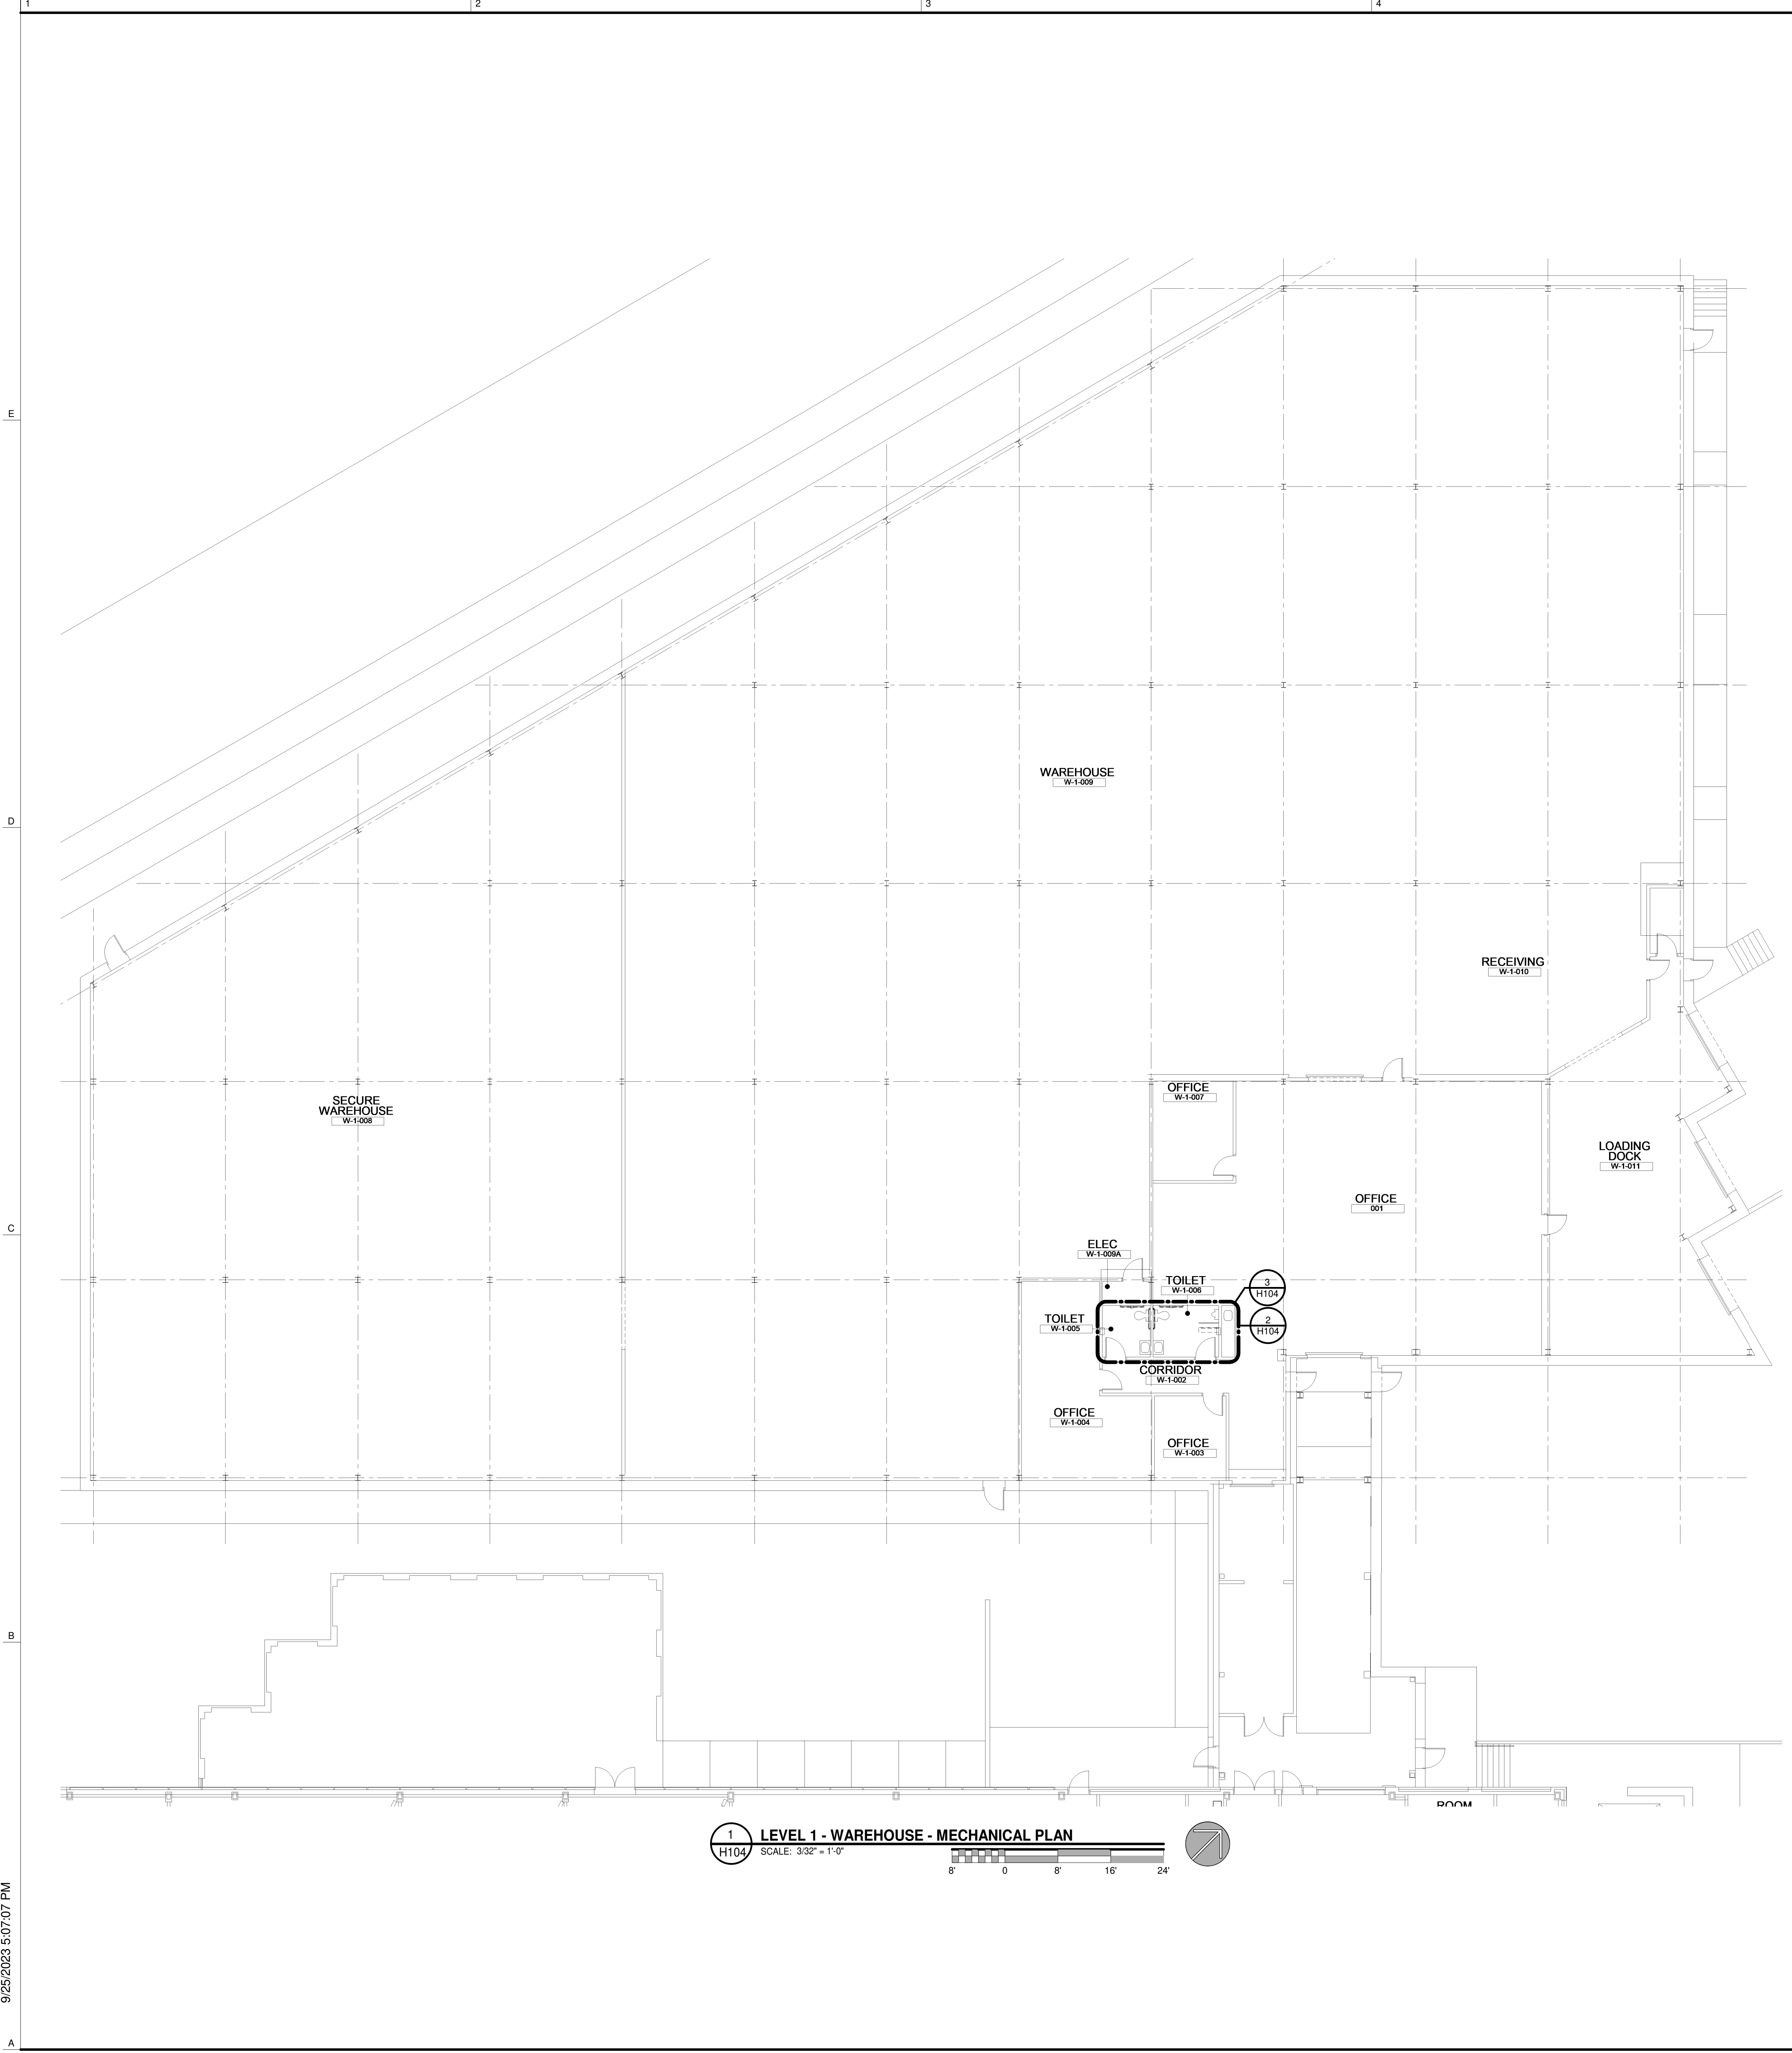 1 2 3 4
E
WAREHOUSE
W-1-009
D
RECEIVING
W-1-010
OFFICE
W-1-007
SECURE
WAREHOUSE
W-1-008
LOADING
DOCK
W-1-011
OFFICE
001
C
ELEC
W-1-009A
TOILET
W-1-006
3
H104
TOILET
W-1-005
2
H104
CORRIDOR
W-1-002
OFFICE
W-1-004
OFFICE
W-1-003
B
ROOM
1
H104
LEVEL 1 - WAREHOUSE - MECHANICAL PLAN
SCALE: 3/32" = 1'-0"
8' 0 8' 16' 24'
9/25/2023 5:07:07 PM
A